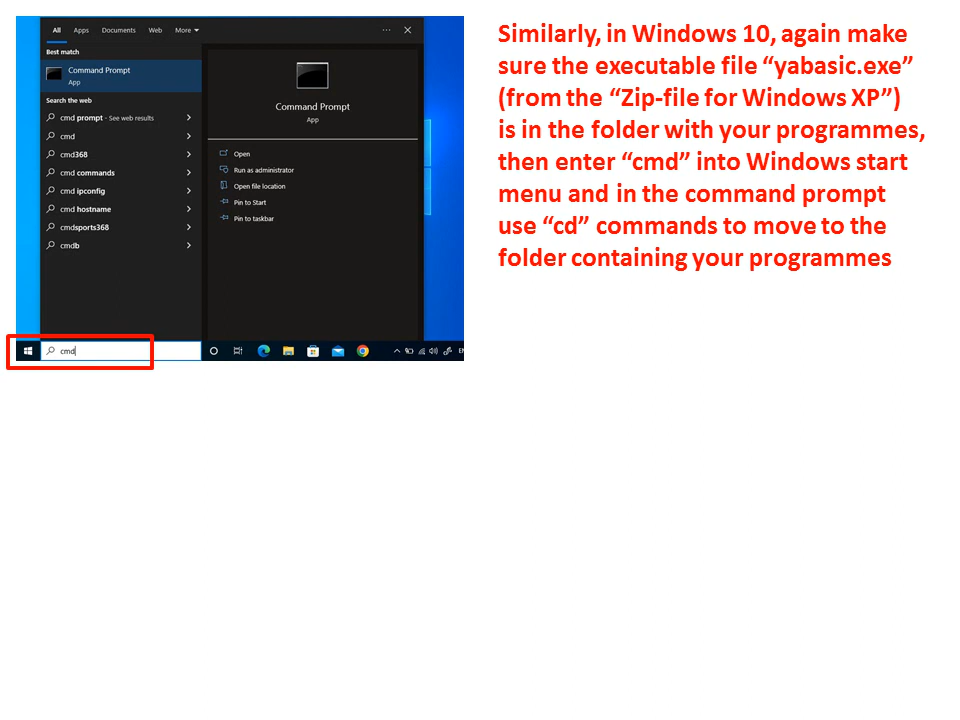 All Apps Documents Web More ··· 
Best match
Command Prompt
App
Search the web
cmd prompt - See web results
cmd
cmd368
cmd commands
cmd ipconfig
cmd hostname
cmdsports368
cmdb
Command Prompt
App
Open
Run as administrator
Open file location
Pin to Start
Pin to taskbar
cmd
EN
Similarly, in Windows 10, again make
sure the executable file “yabasic.exe”
(from the “Zip-file for Windows XP”)
is in the folder with your programmes,
then enter “cmd” into Windows start
menu and in the command prompt
use “cd” commands to move to the
folder containing your programmes